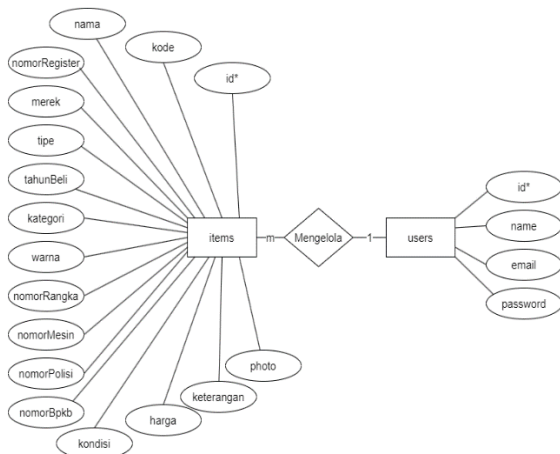 nama
kode
nomorRegister
id*
merek
tipe
tahunBeli
kategori
warna
nomorRangka
nomorMesin
nomorPolisi
nomorBpkb
kondisi
harga
keterangan
photo
items
m
Mengelola
1
users
id*
name
email
password